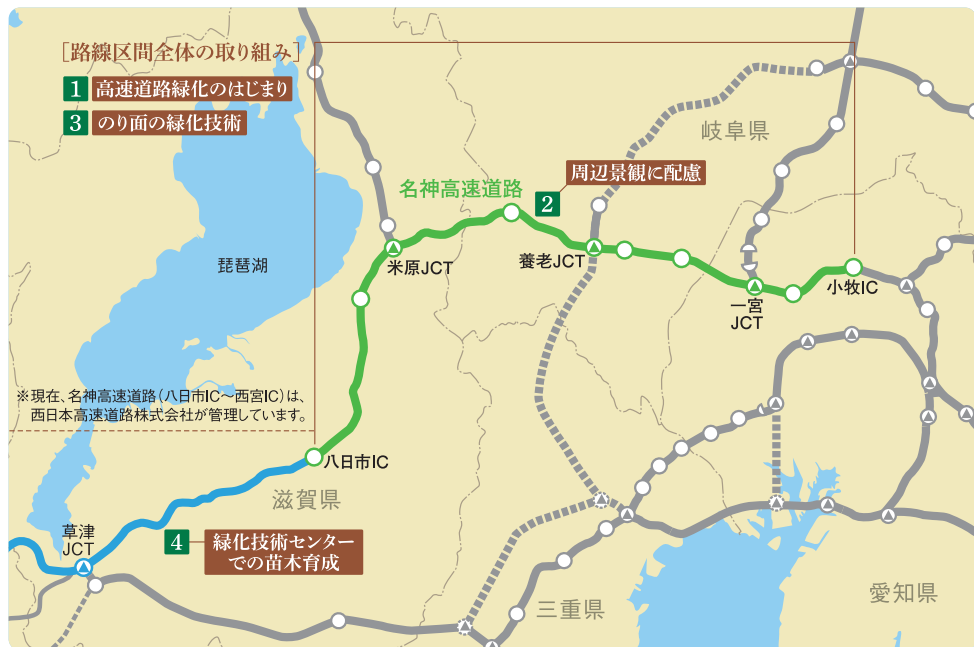 ［路線区間全体の取り組み］
1 高速道路緑化のはじまり
3 のり面の緑化技術
岐阜県
周辺景観に配慮
2
名神高速道路
琵琶湖
米原JCT
養老JCT
小牧IC
一宮
JCT
※現在、名神高速道路（八日市IC～西宮IC）は、
西日本高速道路株式会社が管理しています。
八日市IC
滋賀県
草津
JCT
4 緑化技術センター
での苗木育成
三重県
愛知県